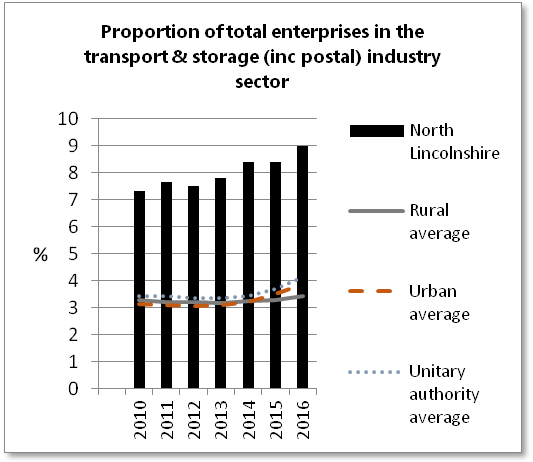 Proportion of total enterprises in the
transport & storage (inc postal) industry
sector
10
9
8
7
6
5
4
3
2
1
0
%
2010
2011
2012
2013
2014
2015
2016
North
Lincolnshire
Rural
average
Urban
average
Unitary
authority
average